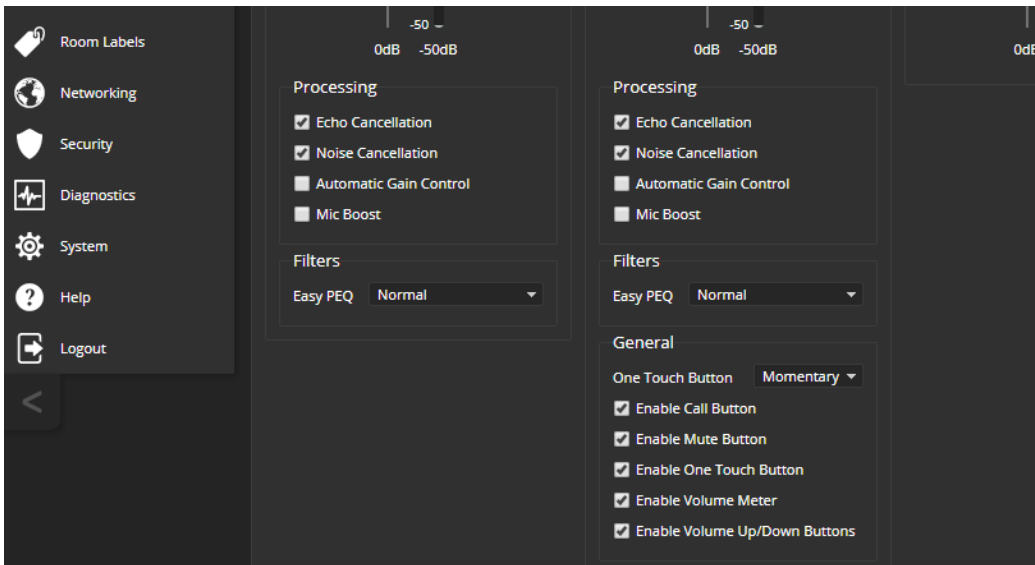 Room Labels
Networking
Security
Diagnostics
System
Help
Logout
<
-50
0dB -50dB
Processing
Echo Cancellation
Noise Cancellation
Automatic Gain Control
Mic Boost
Filters
Easy PEQ Normal
-50
0dB -50dB
Processing
Echo Cancellation
Noise Cancellation
Automatic Gain Control
Mic Boost
Filters
Easy PEQ Normal
General
One Touch Button Momentary
Enable Call Button
Enable Mute Button
Enable One Touch Button
Enable Volume Meter
Enable Volume Up/Down Buttons